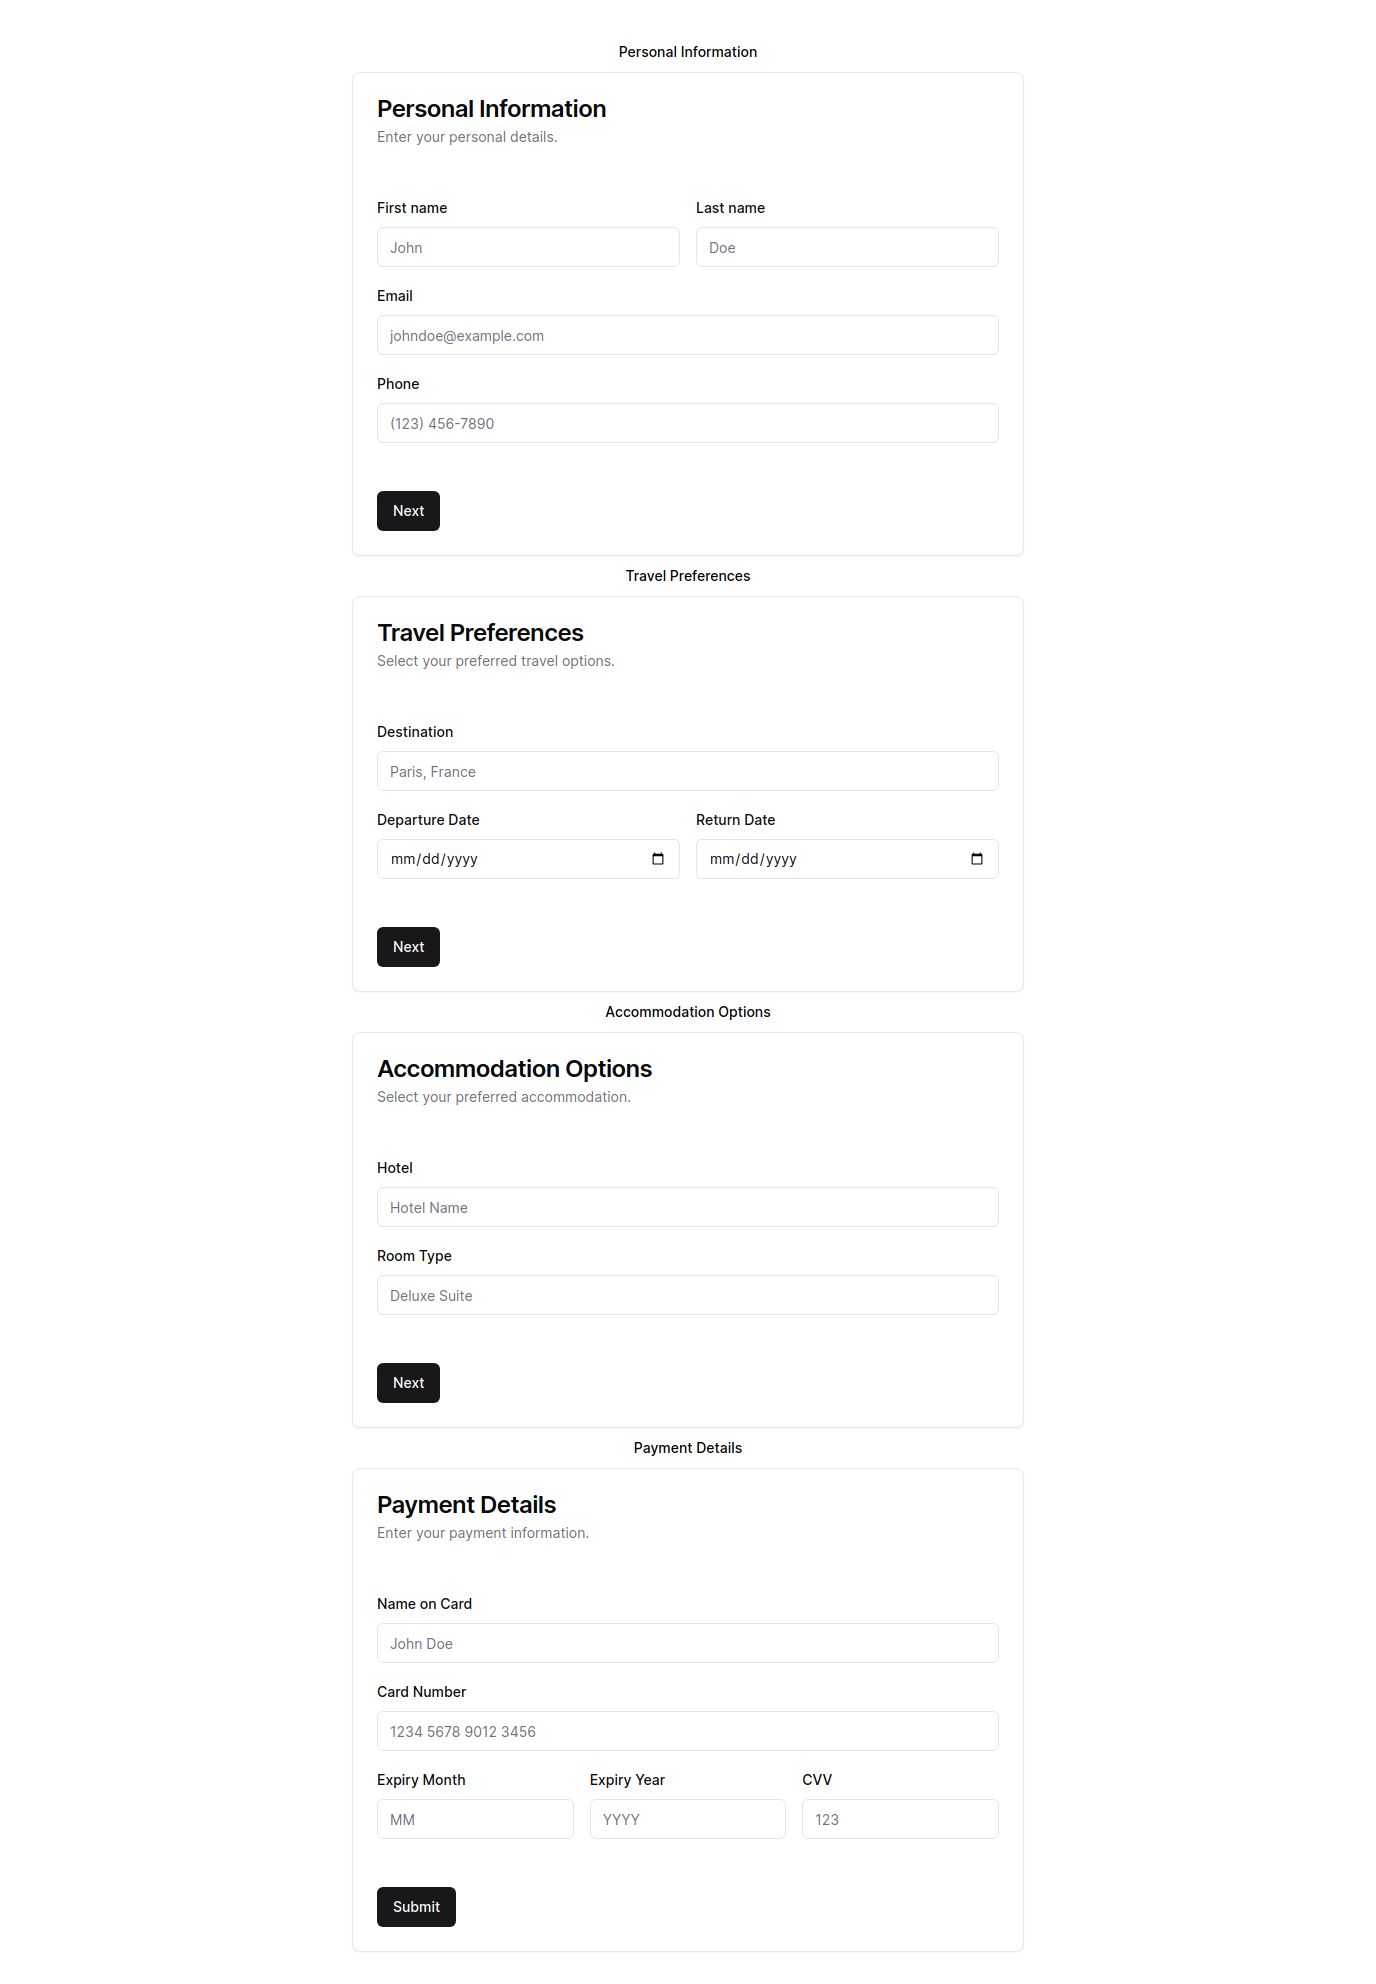 Personal Information
Personal Information
Enter your personal details.
First name Last name
John Doe
Email
johndoe@example.com
Phone
(123) 456-7890
Next
Travel Preferences
Travel Preferences
Select your preferred travel options.
Destination
Paris, France
Departure Date Return Date
mm/dd/yyyy mm/dd/yyyy
Next
Accommodation Options
Accommodation Options
Select your preferred accommodation.
Hotel
Hotel Name
Room Type
Deluxe Suite
Next
Payment Details
Payment Details
Enter your payment information.
Name on Card
John Doe
Card Number
1234 5678 9012 3456
Expiry Month Expiry Year CVV
MM YYYY 123
Submit